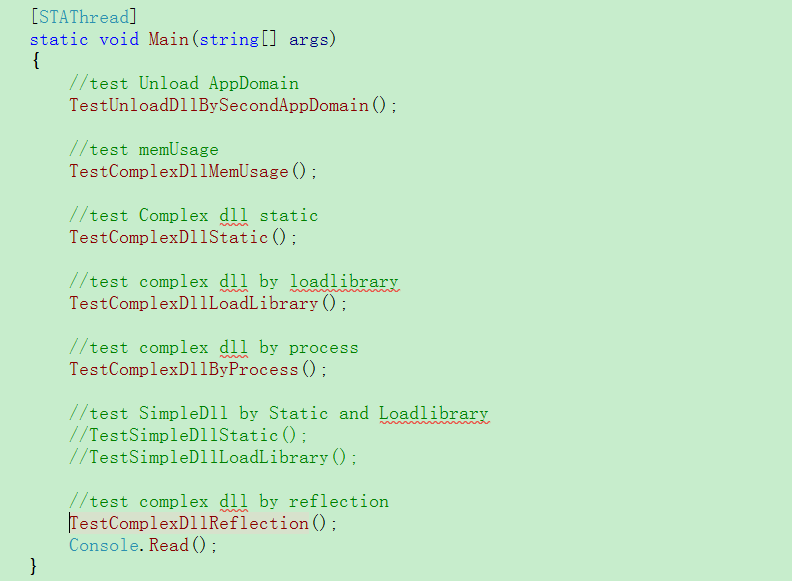 [STAThread]
static void Main(string[] args)
{
//test Unload AppDomain
TestUnloadDllBySecondAppDomain();
//test memUsage
TestComplexDllMemUsage();
//test Complex dll static
TestComplexDllStatic();
//test complex dll by loadlibrary
TestComplexDllLoadLibrary();
//test complex dll by process
TestComplexDllByProcess();
//test SimpleDll by Static and Loadlibrary
//TestSimpleDllStatic();
//TestSimpleDllLoadLibrary();
//test complex dll by reflection
TestComplexDllReflection();
Console.Read();
}